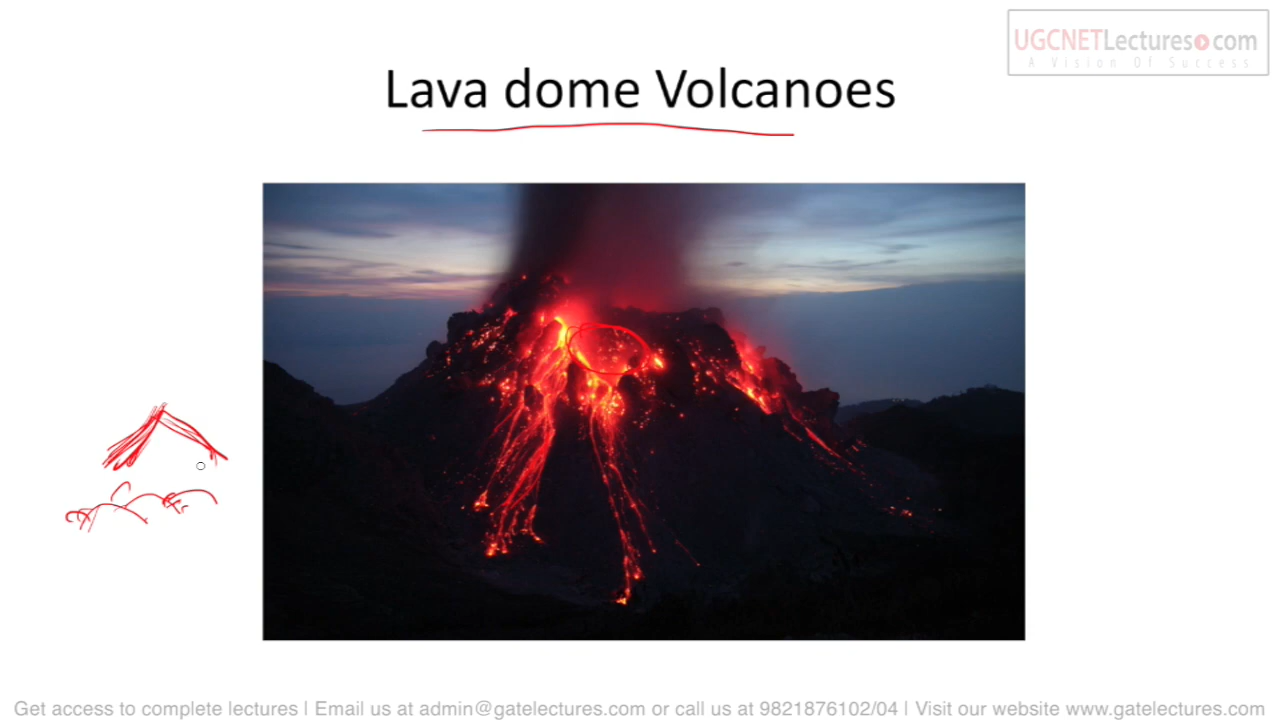 UGCNETLectures.com
A Vision Of Success
Lava dome Volcanoes
Get access to complete lectures | Email us at admin@gatelectures.com or call us at 9821876102/04 | Visit our website www.gatelectures.com